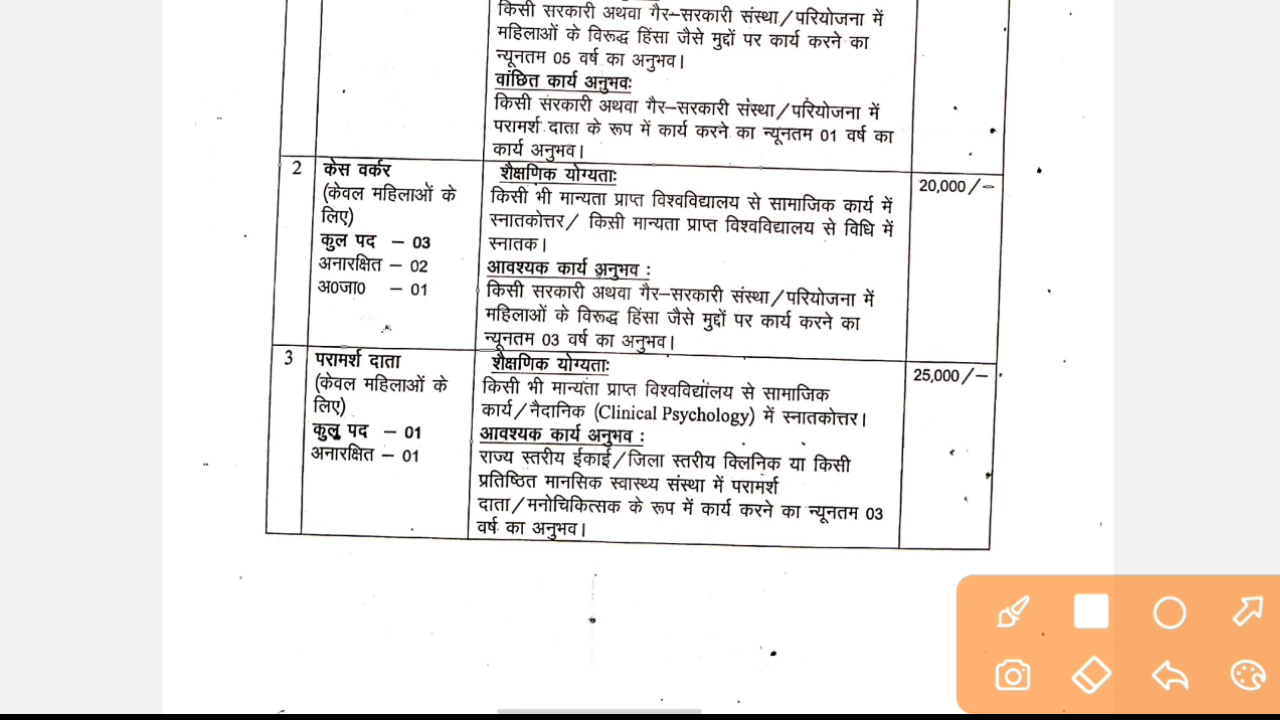 किसी सरकारी अथवा गैर–सरकारी संस्था/परियोजना में
महिलाओं के विरूद्ध हिंसा जैसे मुद्दों पर कार्य करने का
न्यूनतम 05 वर्ष का अनुभव।
वांछित कार्य अनुभवः
किसी सरकारी अथवा गैर–सरकारी संस्था/परियोजना में
परामर्श दाता के रूप में कार्य करने का न्यूनतम 01 वर्ष का
कार्य अनुभव।
2
केस वर्कर
(केवल महिलाओं के
लिए)
कुल पद – 03
अनारक्षित – 02
अ0जा0 – 01
शैक्षणिक योग्यताः
किसी भी मान्यता प्राप्त विश्वविद्यालय से सामाजिक कार्य में
स्नातकोत्तर/ किसी मान्यता प्राप्त विश्वविद्यालय से विधि में
स्नातक।
आवश्यक कार्य अनुभव :
किसी सरकारी अथवा गैर–सरकारी संस्था/परियोजना में
महिलाओं के विरूद्ध हिंसा जैसे मुद्दों पर कार्य करने का
न्यूनतम 03 वर्ष का अनुभव।
20,000/–
3
परामर्श दाता
(केवल महिलाओं के
लिए)
कुल पद – 01
अनारक्षित – 01
शैक्षणिक योग्यताः
किसी भी मान्यता प्राप्त विश्वविद्यालय से सामाजिक
कार्य/नैदानिक (Clinical Psychology) में स्नातकोत्तर।
आवश्यक कार्य अनुभव :
राज्य स्तरीय ईकाई/जिला स्तरीय क्लिनिक या किसी
प्रतिष्ठित मानसिक स्वास्थ्य संस्था में परामर्श
दाता/मनोचिकित्सक के रूप में कार्य करने का न्यूनतम 03
वर्ष का अनुभव।
25,000/–